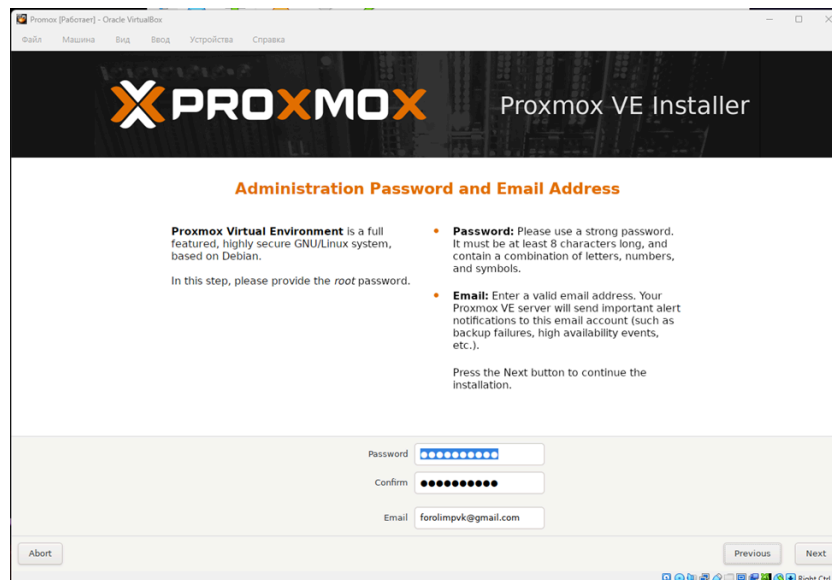 Promox [Работает] - Oracle VirtualBox
Файл Машина Вид Ввод Устройства Справка
PROXMOX
Proxmox VE Installer
Administration Password and Email Address
Proxmox Virtual Environment is a full
featured, highly secure GNU/Linux system,
based on Debian.
In this step, please provide the root password.
Password: Please use a strong password.
It must be at least 8 characters long, and
contain a combination of letters, numbers,
and symbols.
Email: Enter a valid email address. Your
Proxmox VE server will send important alert
notifications to this email account (such as
backup failures, high availability events,
etc.).
Press the Next button to continue the
installation.
Password ●●●●●●●●●●
Confirm ●●●●●●●●●●
Email forolimpvk@gmail.com
Abort Previous Next
Right Ctrl